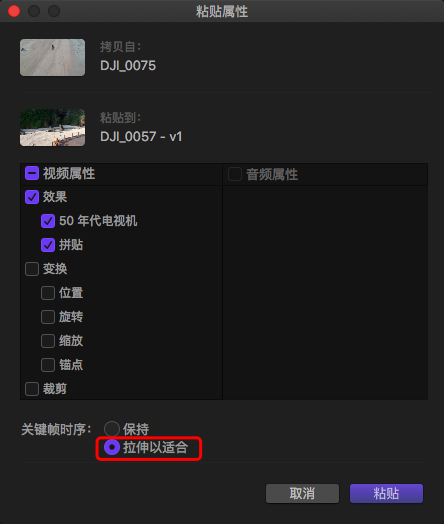 粘贴属性
拷贝自:
DJI_0075
粘贴到:
DJI_0057 - v1
视频属性
音频属性
效果
50 年代电视机
拼贴
变换
位置
旋转
缩放
锚点
裁剪
关键帧时序: 保持
拉伸以适合
取消 粘贴